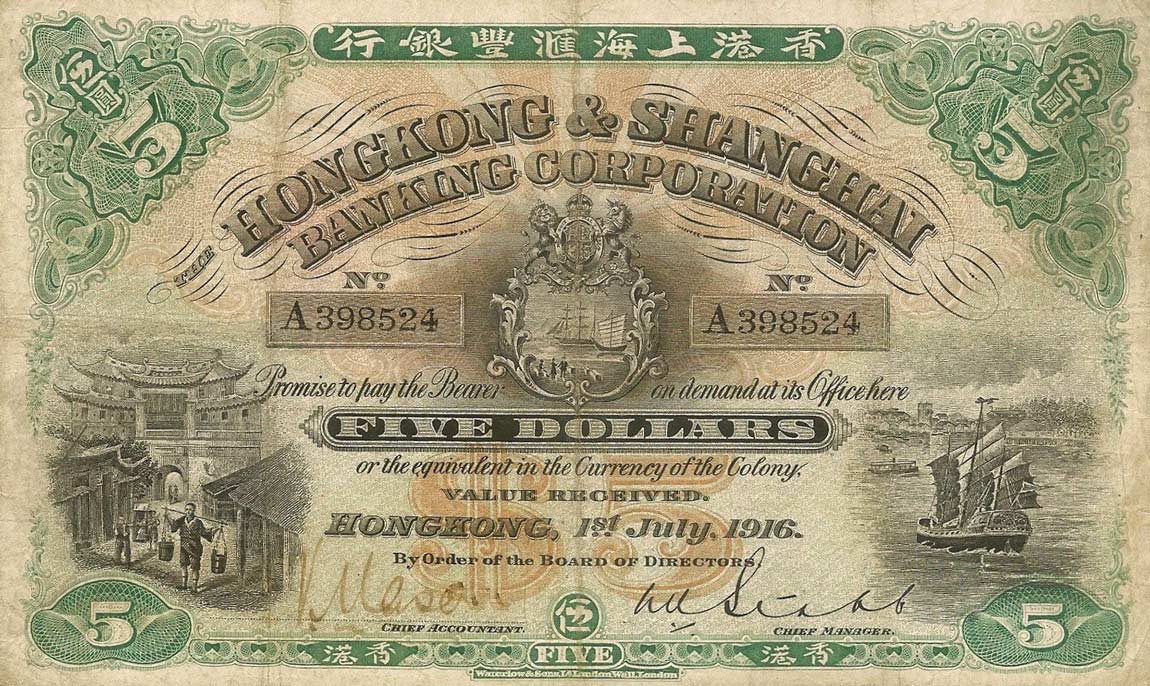 香港上海滙豐銀行
伍圓
5
伍圓
5
HONGKONG & SHANGHAI
BANKING CORPORATION
THE
No.
A398524
No.
A398524
Promise to pay the Bearer on demand at its Office here
FIVE DOLLARS
or the equivalent in the Currency of the Colony,
VALUE RECEIVED.
$5
HONGKONG, 1st July, 1916.
By Order of the BOARD OF DIRECTORS
CHIEF ACCOUNTANT.
CHIEF MANAGER.
5
伍
5
香港
FIVE
香港
Waterlow & Sons Ld London Wall, London